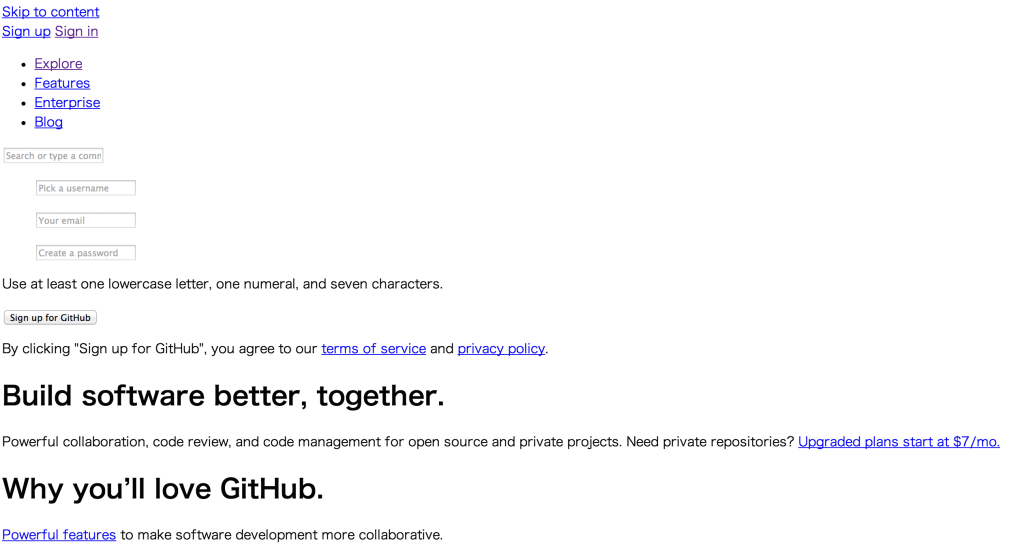 Skip to content
Sign up Sign in
Explore
Features
Enterprise
Blog
Search or type a comm
Pick a username
Your email
Create a password
Use at least one lowercase letter, one numeral, and seven characters.
Sign up for GitHub
By clicking "Sign up for GitHub", you agree to our terms of service and privacy policy.
Build software better, together.
Powerful collaboration, code review, and code management for open source and private projects. Need private repositories? Upgraded plans start at $7/mo.
Why you’ll love GitHub.
Powerful features to make software development more collaborative.